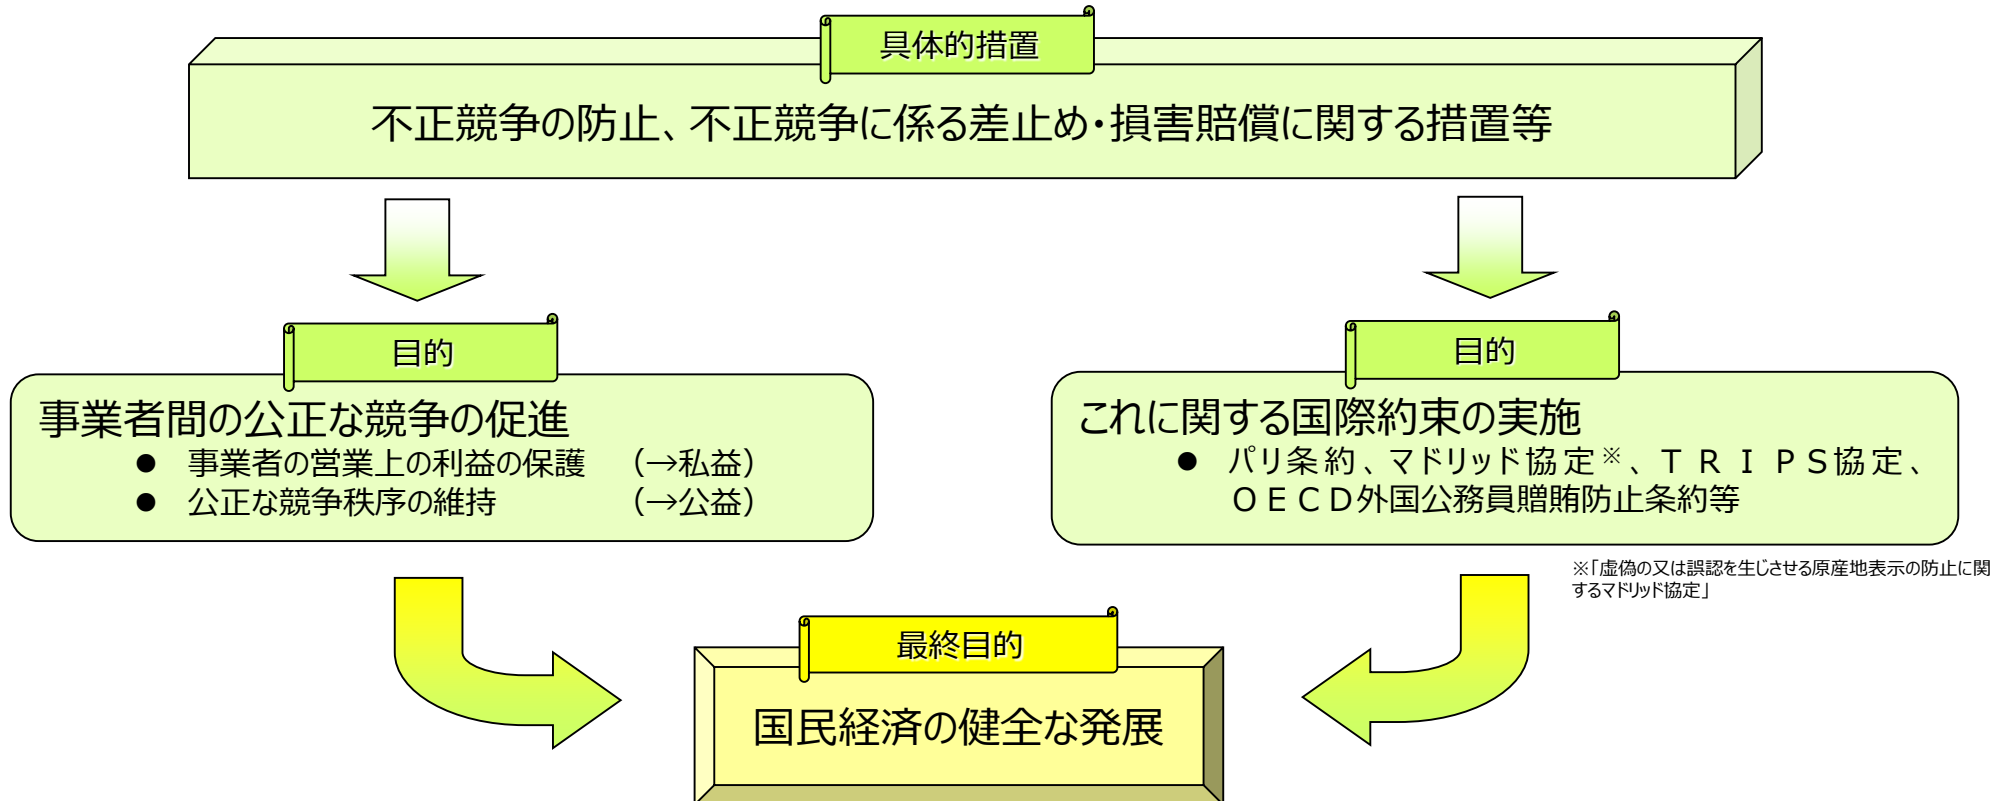 具体的措置
不正競争の防止、不正競争に係る差止め・損害賠償に関する措置等
目的
事業者間の公正な競争の促進
● 事業者の営業上の利益の保護 （→私益）
● 公正な競争秩序の維持 （→公益）
目的
これに関する国際約束の実施
● パリ条約、マドリッド協定※、ＴＲＩＰＳ協定、
ＯＥＣＤ外国公務員贈賄防止条約等
※「虚偽の又は誤認を生じさせる原産地表示の防止に関
するマドリッド協定」
最終目的
国民経済の健全な発展